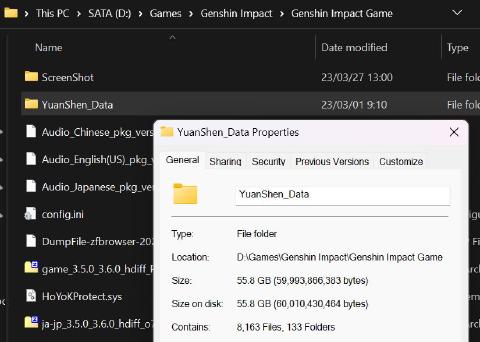 This PC > SATA (D:) > Games > Genshin Impact > Genshin Impact Game >
Name Date modified Type
ScreenShot 23/03/27 13:00 File fold
YuanShen_Data 23/03/01 9:10 File fold
Audio_Chinese_pkg_vers
Audio_English(US)_pkg_v
Audio_Japanese_pkg_ver
config.ini
DumpFile-zfbrowser-202
game_3.5.0_3.6.0_hdiff_
HoYoKProtect.sys
ja-jp_3.5.0_3.6.0_hdiff_o7
YuanShen_Data Properties
General Sharing Security Previous Versions Customize
YuanShen_Data
Type: File folder
Location: D:\Games\Genshin Impact\Genshin Impact Game
Size: 55.8 GB (59,993,866,383 bytes)
Size on disk: 55.8 GB (60,010,430,464 bytes)
Contains: 8,163 Files, 133 Folders